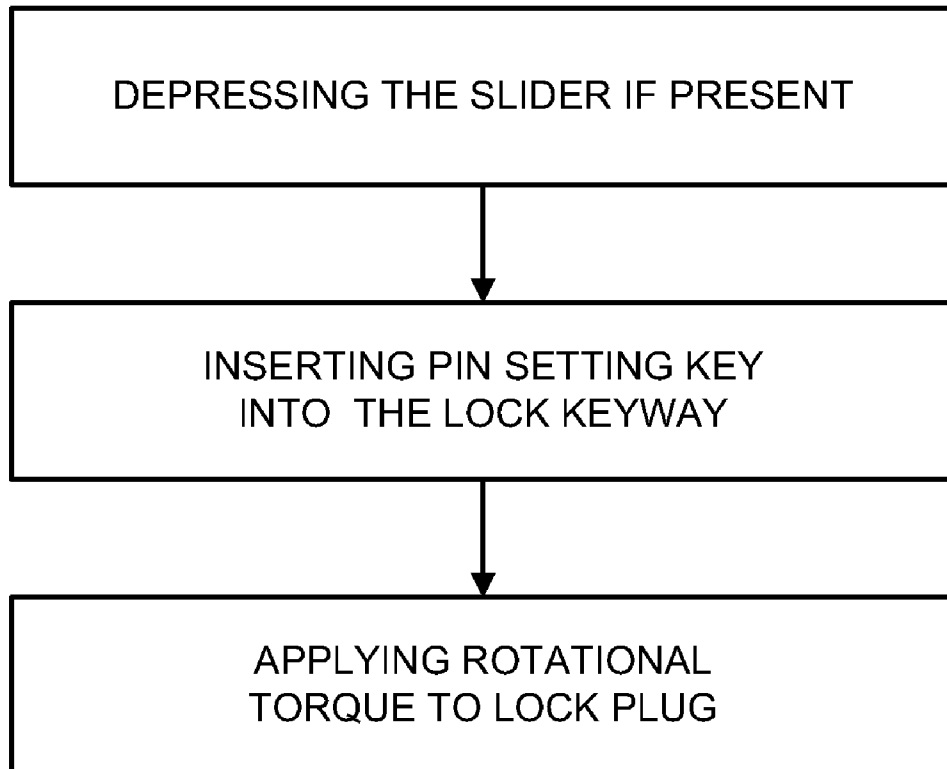 DEPRESSING THE SLIDER IF PRESENT
INSERTING PIN SETTING KEY
INTO THE LOCK KEYWAY
APPLYING ROTATIONAL
TORQUE TO LOCK PLUG